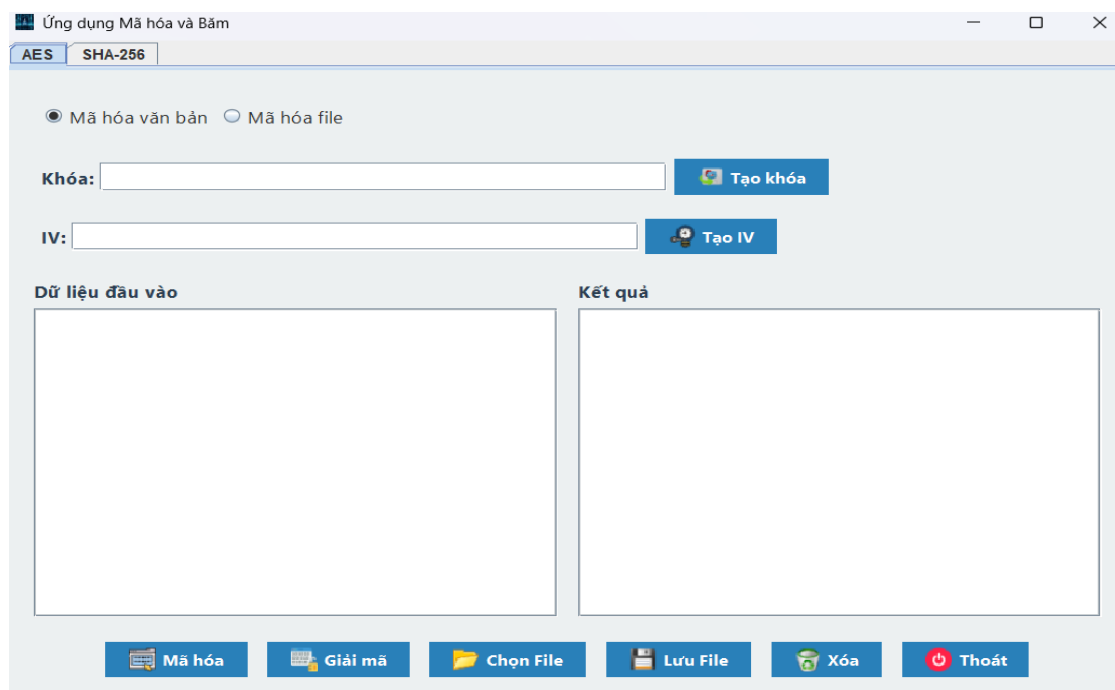 Ứng dụng Mã hóa và Băm
AES SHA-256
Mã hóa văn bản Mã hóa file
Khóa: Tạo khóa
IV: Tạo IV
Dữ liệu đầu vào Kết quả
Mã hóa Giải mã Chọn File Lưu File Xóa Thoát